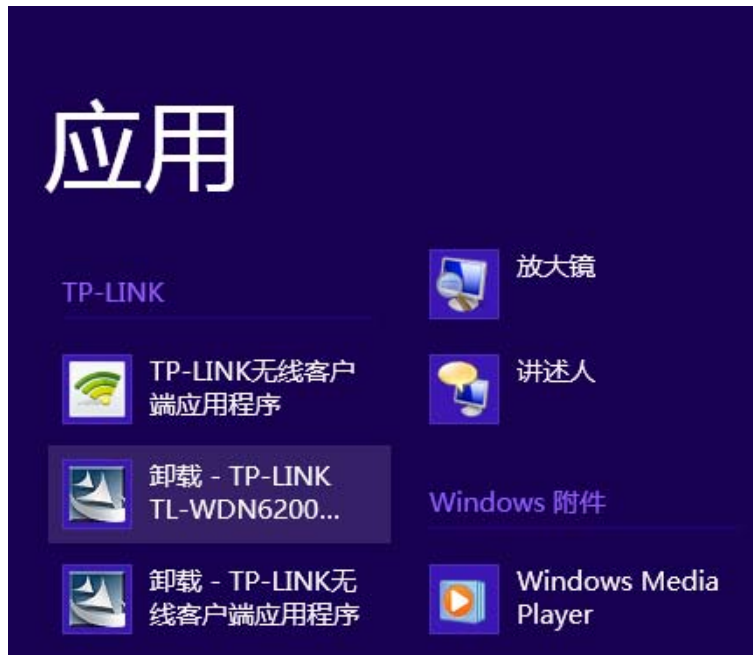 应用
TP-LINK
TP-LINK无线客户
端应用程序
卸载 - TP-LINK
TL-WDN6200...
卸载 - TP-LINK无
线客户端应用程序
放大镜
讲述人
Windows 附件
Windows Media
Player